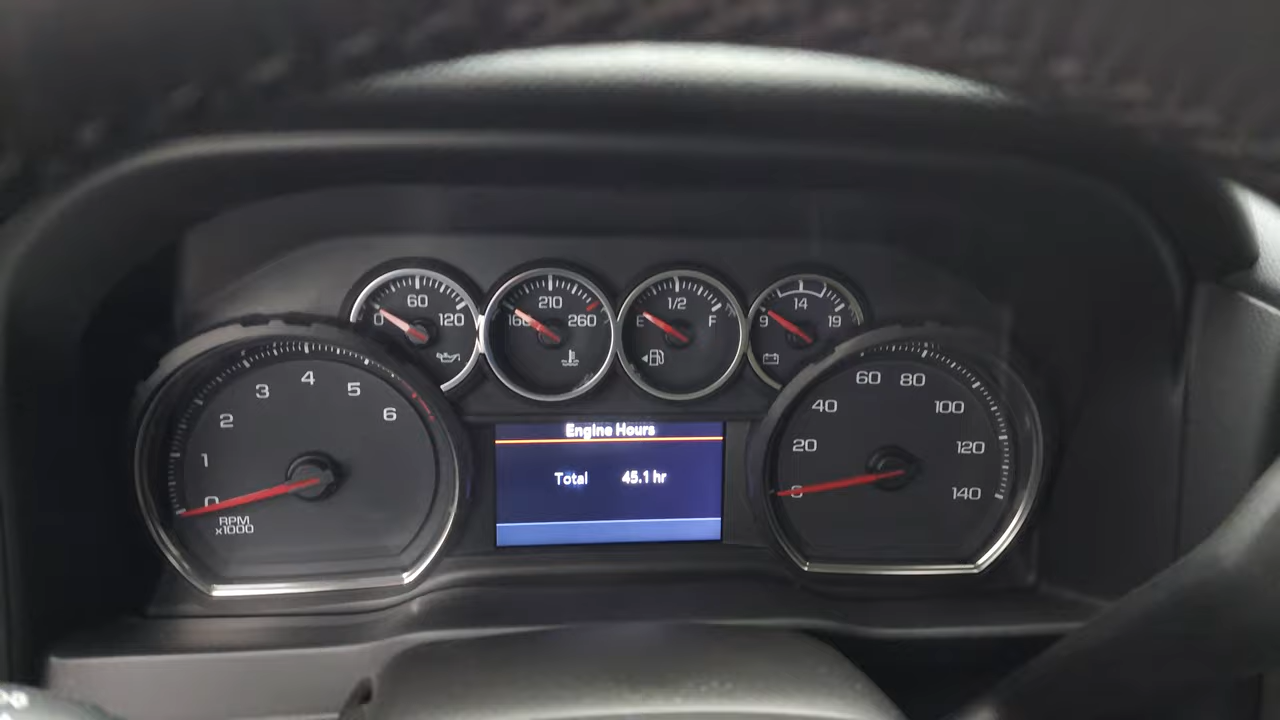 0 60 120
160 210 260
E 1/2 F
9 14 19
0 1 2 3 4 5 6
RPM
x1000
Engine Hours
Total 45.1 hr
0 20 40 60 80 100 120 140